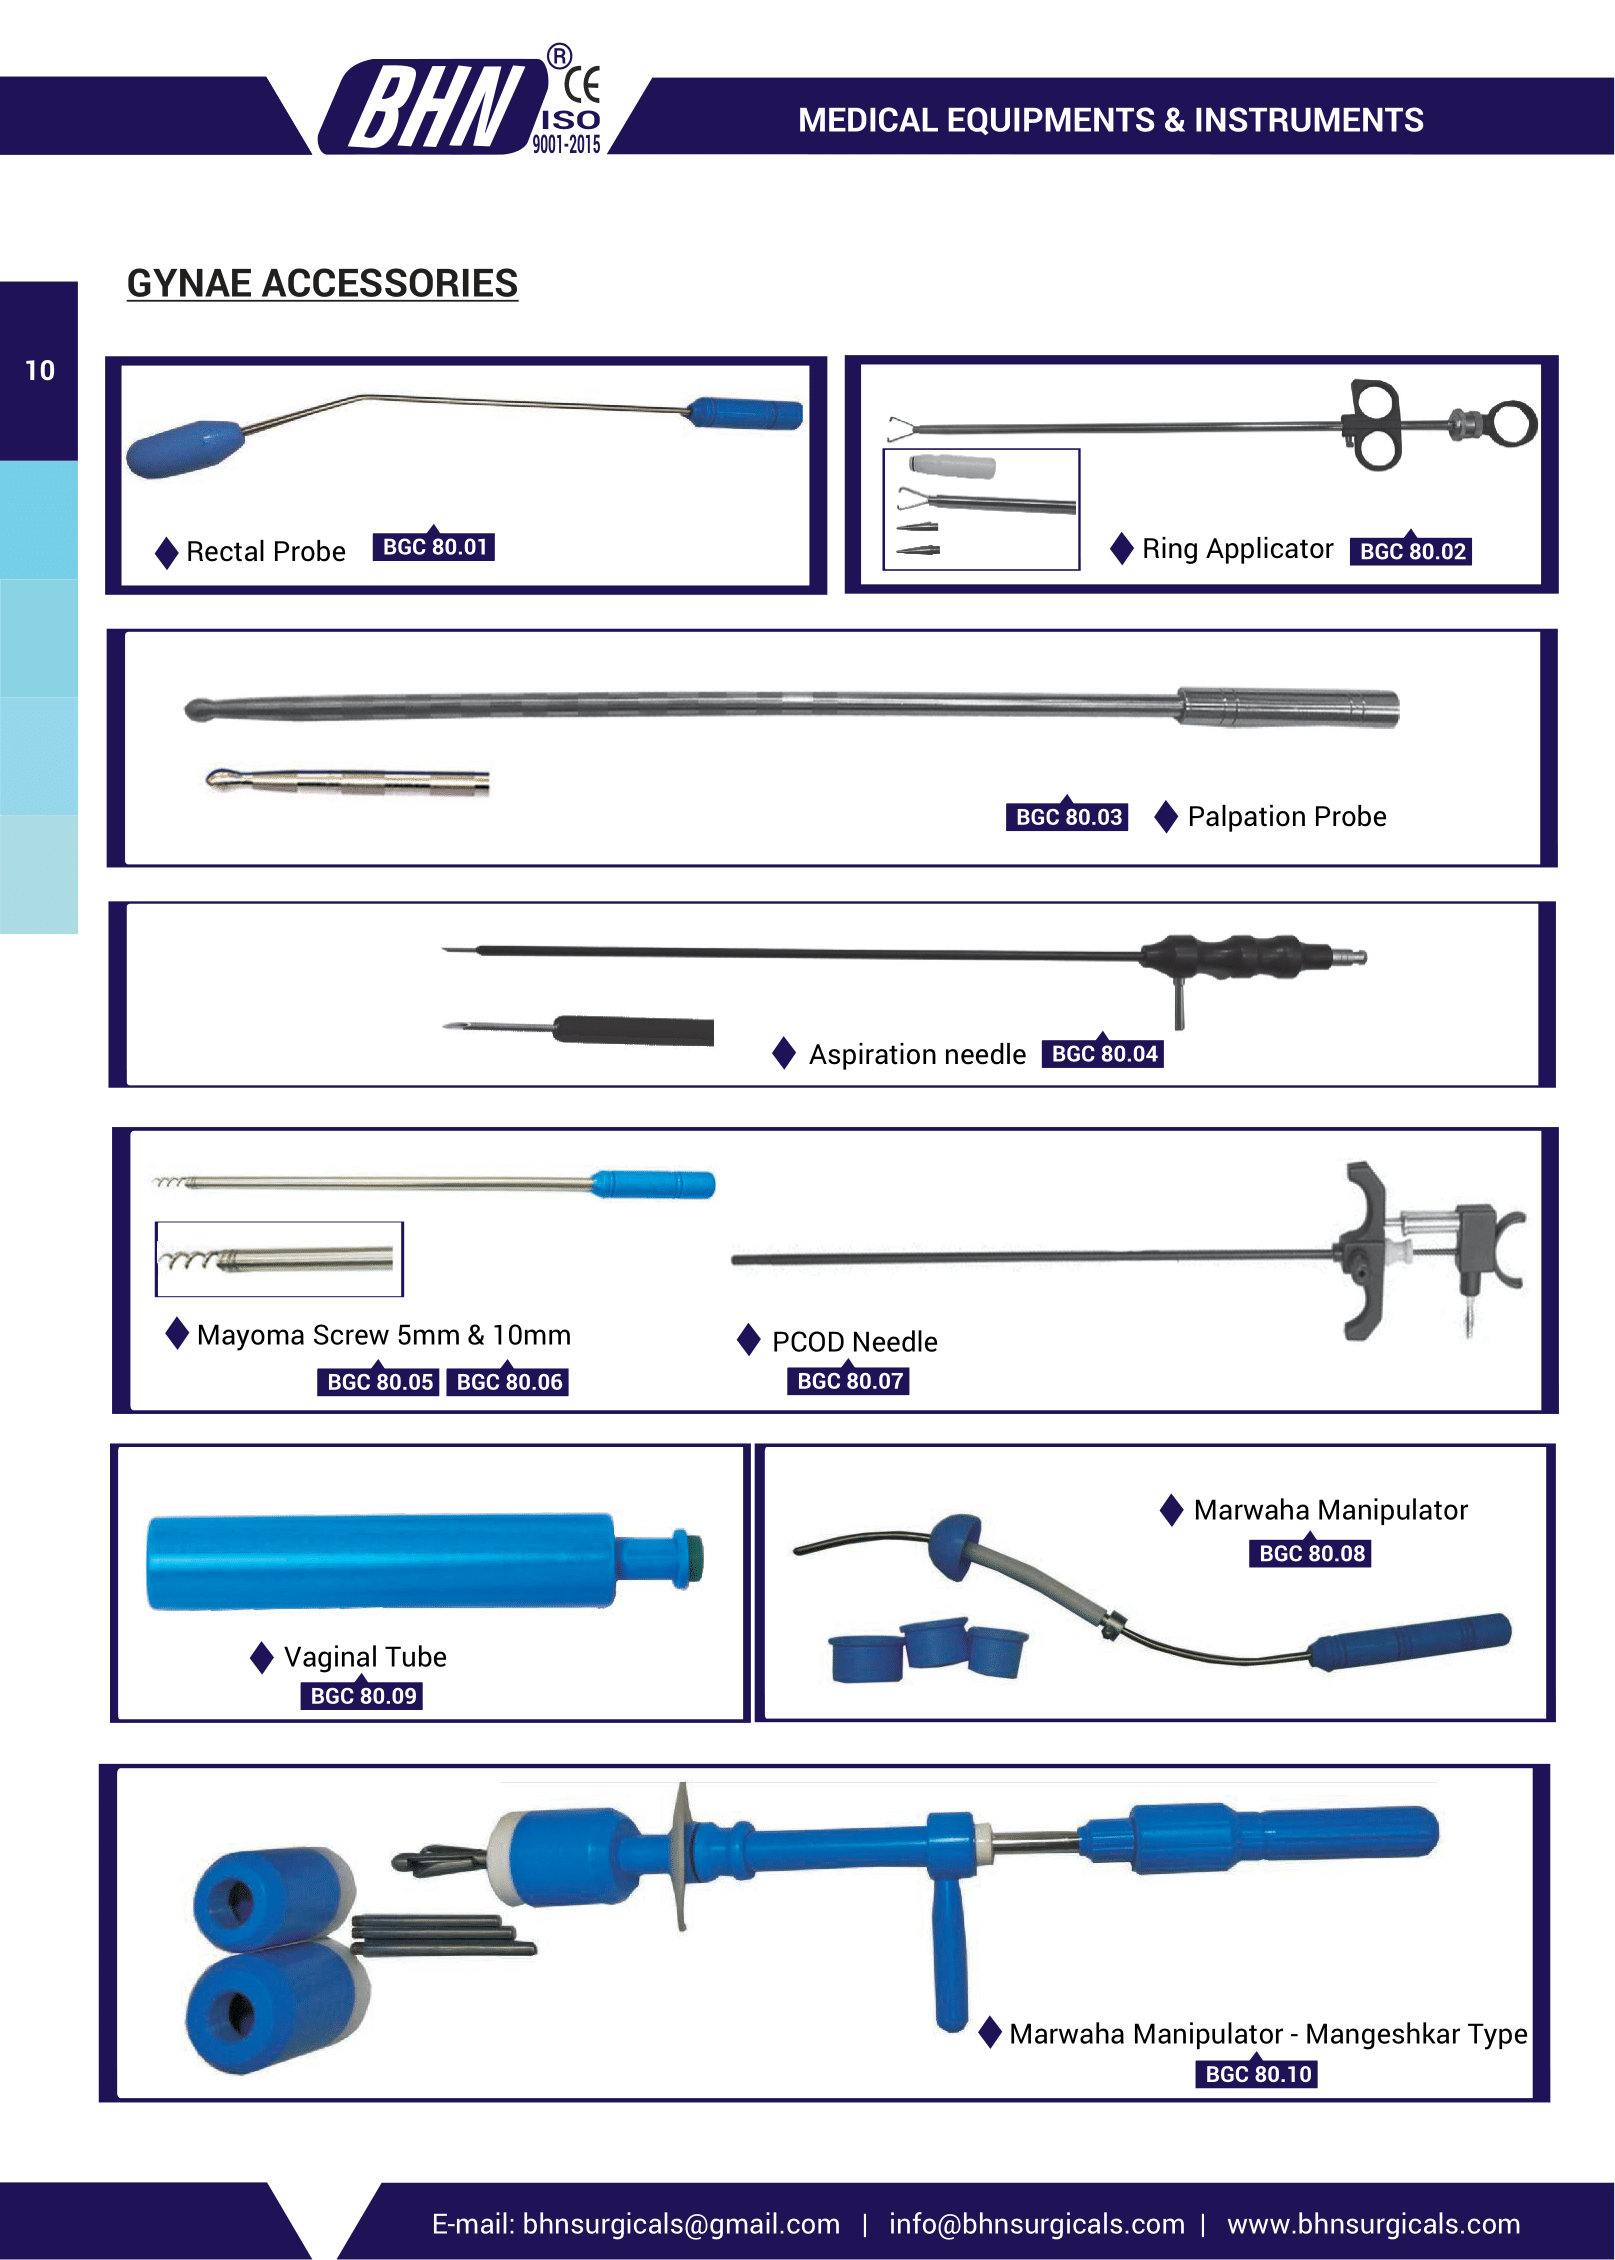 BHN
®
CE
ISO
9001-2015
MEDICAL EQUIPMENTS & INSTRUMENTS
GYNAE ACCESSORIES
10
Rectal Probe BGC 80.01
Ring Applicator BGC 80.02
BGC 80.03 Palpation Probe
Aspiration needle BGC 80.04
Mayoma Screw 5mm & 10mm
BGC 80.05 BGC 80.06
PCOD Needle
BGC 80.07
Vaginal Tube
BGC 80.09
Marwaha Manipulator
BGC 80.08
Marwaha Manipulator - Mangeshkar Type
BGC 80.10
E-mail: bhnsurgicals@gmail.com | info@bhnsurgicals.com | www.bhnsurgicals.com